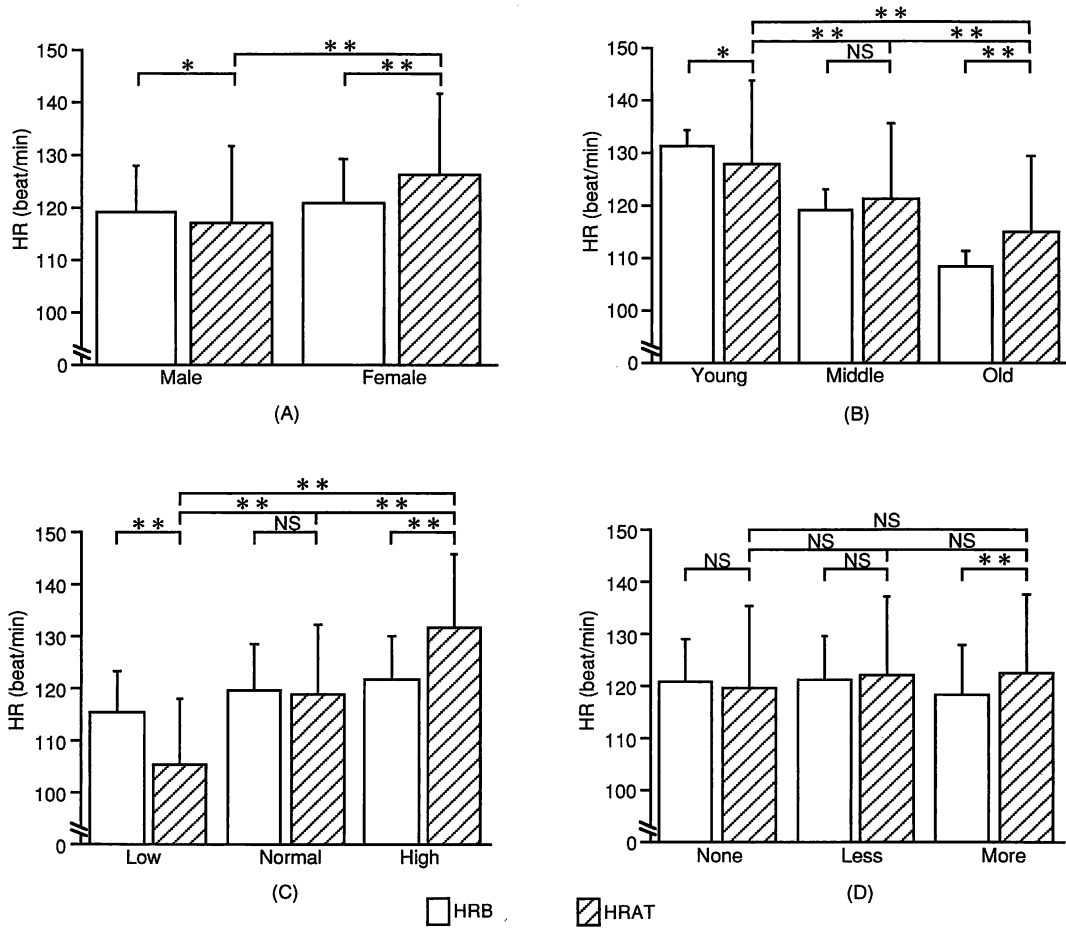 * *
* * *
150
140
130
120
110
100
0
HR (beat/min)
Male Female
(A)
* *
* * * *
* NS * *
150
140
130
120
110
100
0
HR (beat/min)
Young Middle Old
(B)
* *
* * * *
* * NS * *
150
140
130
120
110
100
0
HR (beat/min)
Low Normal High
(C)
NS
NS NS
NS NS * *
150
140
130
120
110
100
0
HR (beat/min)
None Less More
(D)
HRB HRAT